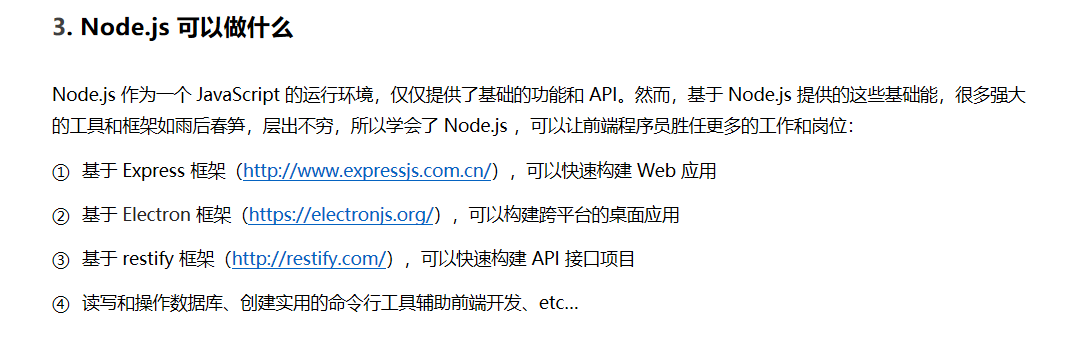 3. Node.js 可以做什么
Node.js 作为一个 JavaScript 的运行环境，仅仅提供了基础的功能和 API。然而，基于 Node.js 提供的这些基础能，很多强大
的工具和框架如雨后春笋，层出不穷，所以学会了 Node.js ，可以让前端程序员胜任更多的工作和岗位：
① 基于 Express 框架（http://www.expressjs.com.cn/），可以快速构建 Web 应用
② 基于 Electron 框架（https://electronjs.org/），可以构建跨平台的桌面应用
③ 基于 restify 框架（http://restify.com/），可以快速构建 API 接口项目
④ 读写和操作数据库、创建实用的命令行工具辅助前端开发、etc…